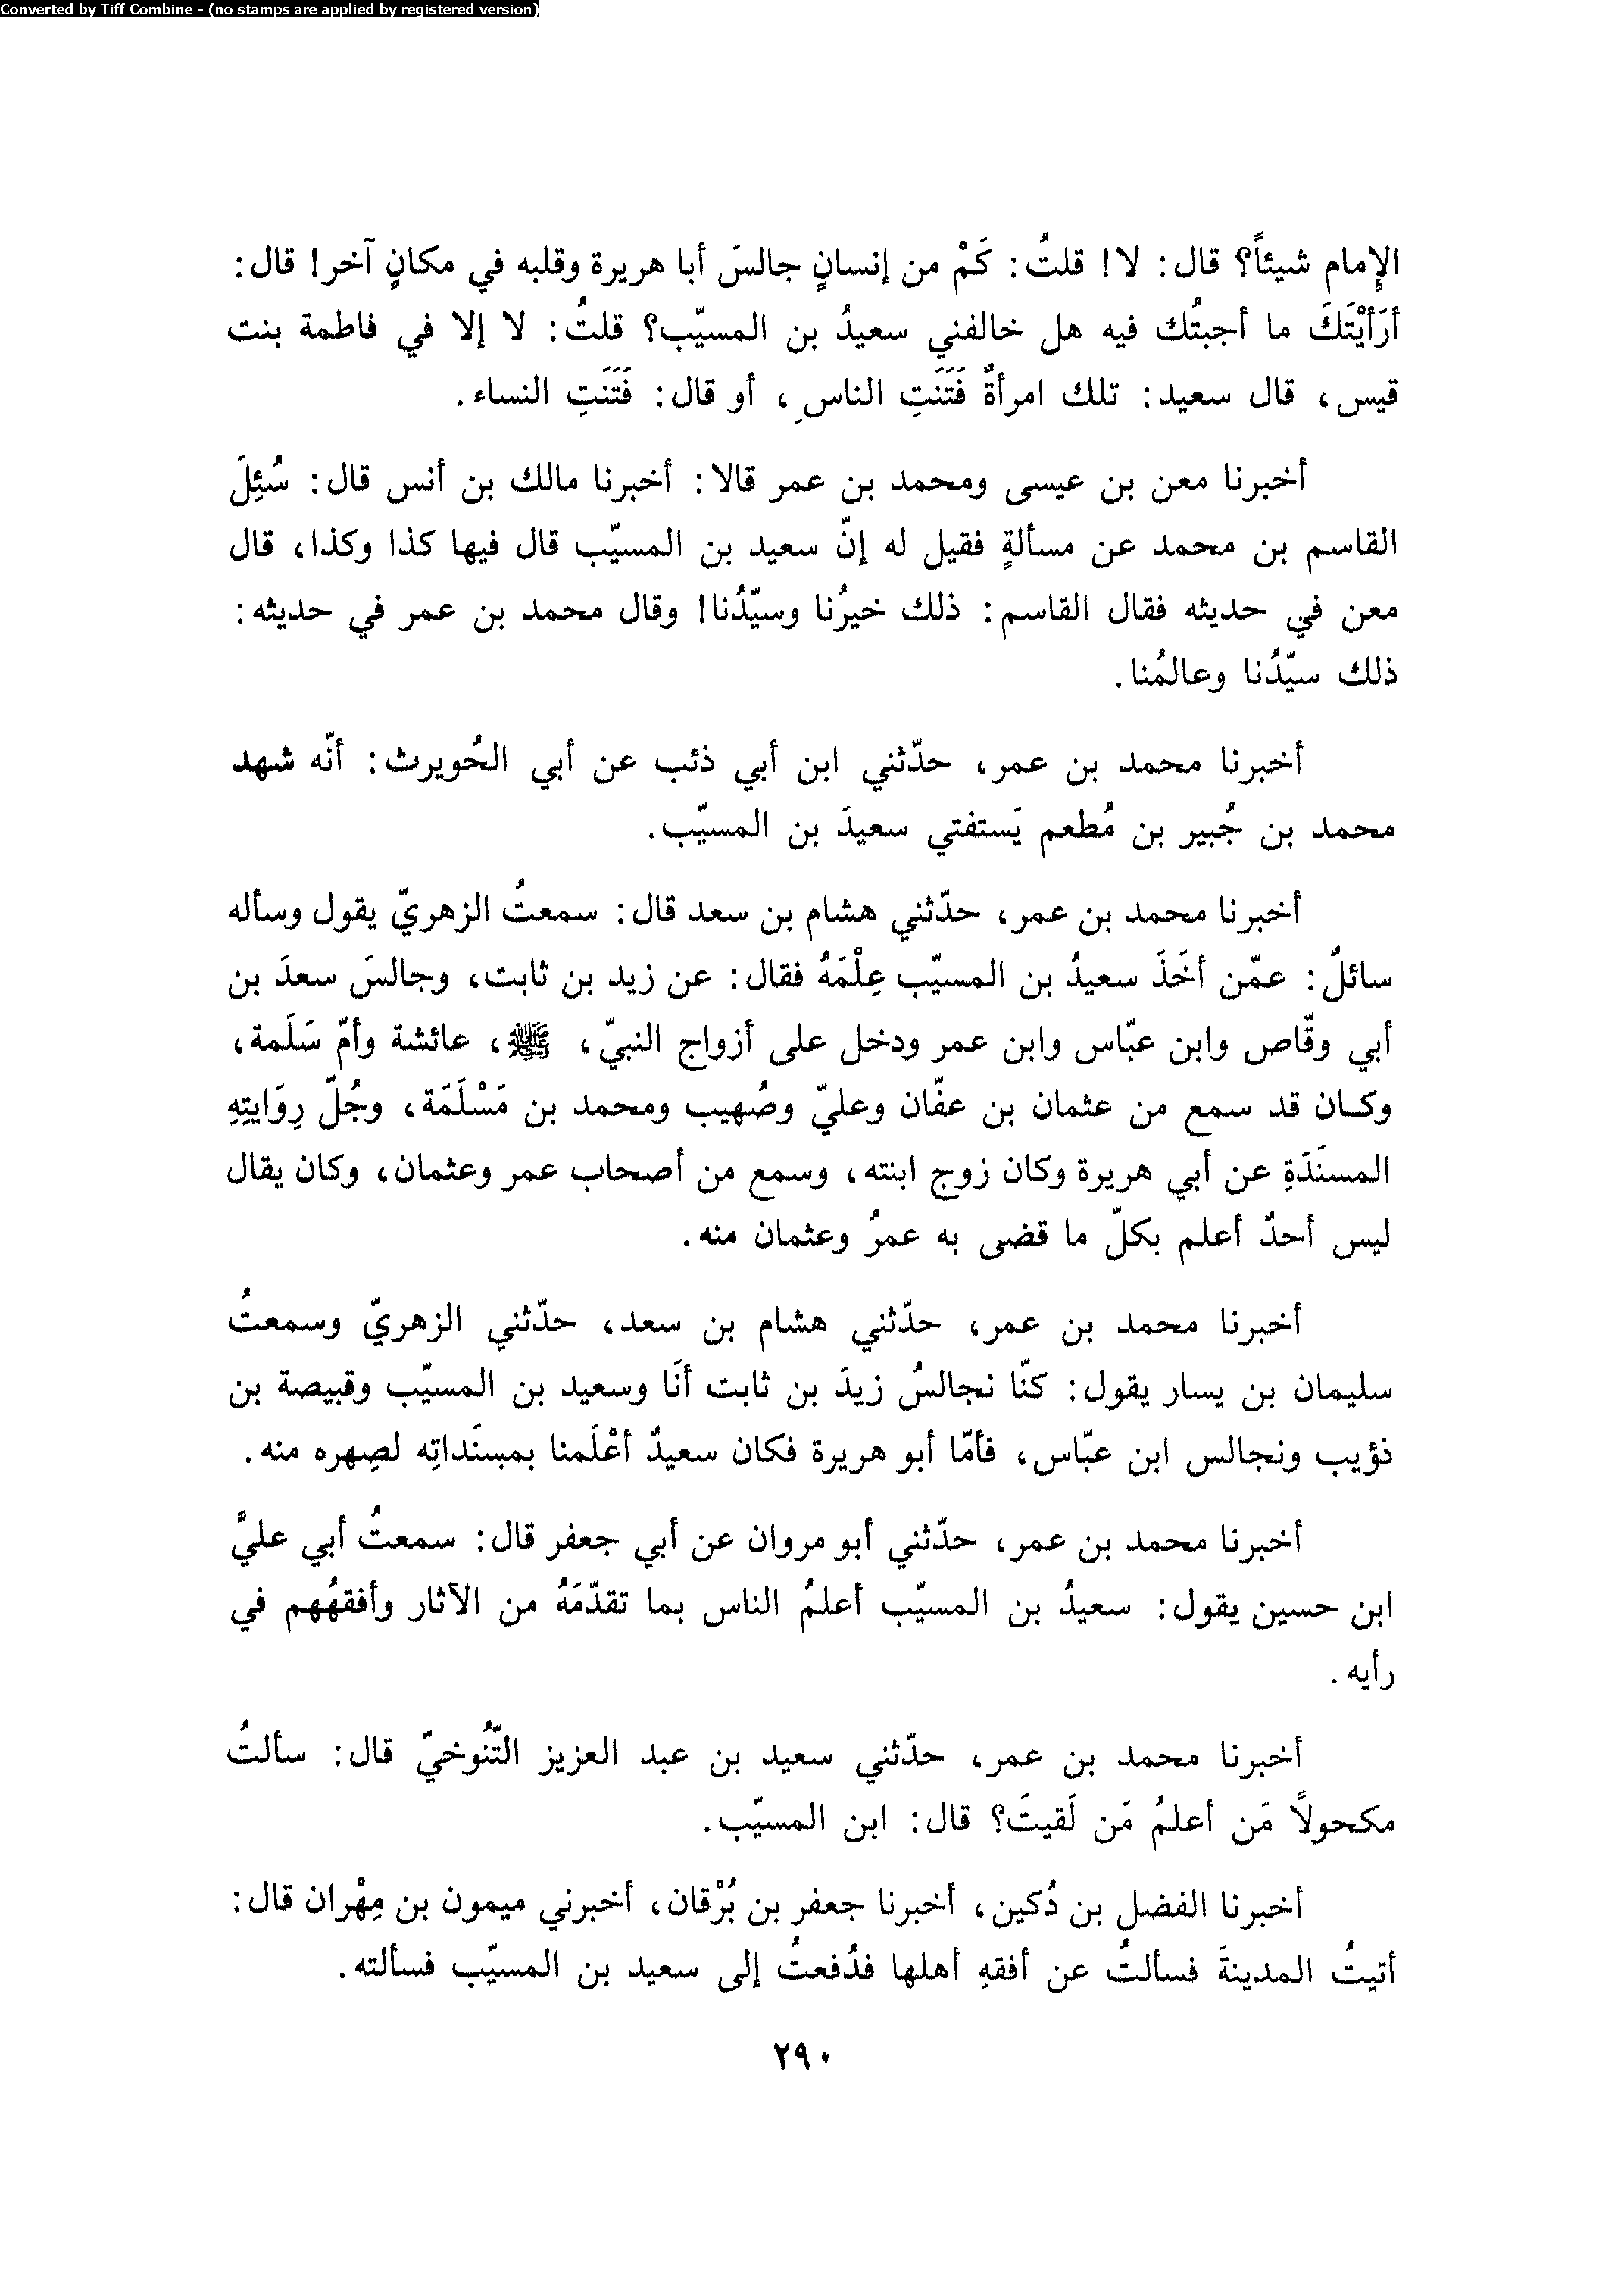 Converted by Tiff Combine - (no stamps are applied by registered version)
الإمام شيئاً؟ قال: لا! قلتُ: كَمْ من إنسانٍ جالسَ أبا هريرة وقلبه في مكانٍ آخر! قال:
أرَأيْتَكَ ما أجبتُك فيه هل خالفني سعيدُ بن المسيّب؟ قلتُ: لا إلا في فاطمة بنت
قيس، قال سعيد: تلك امرأةٌ فَتَنَتِ الناسِ، أو قال: فَتَنَتِ النساء.
أخبرنا معن بن عيسى ومحمد بن عمر قالا: أخبرنا مالك بن أنس قال: سُئِلَ
القاسم بن محمد عن مسألةٍ فقيل له إنّ سعيد بن المسيّب قال فيها كذا وكذا، قال
معن في حديثه فقال القاسم: ذلك خيرُنا وسيّدُنا! وقال محمد بن عمر في حديثه:
ذلك سيّدُنا وعالمُنا.
أخبرنا محمد بن عمر، حدّثني ابن أبي ذئب عن أبي الحُويرث: أنّه شهد
محمد بن جُبير بن مُطعم يَستفتي سعيدَ بن المسيّب.
أخبرنا محمد بن عمر، حدّثني هشام بن سعد قال: سمعتُ الزهريّ يقول وسأله
سائلٌ: عمّن أخَذَ سعيدُ بن المسيّب عِلْمَهُ فقال: عن زيد بن ثابت، وجالسَ سعدَ بن
أبي وقّاص وابن عبّاس وابن عمر ودخل على أزواج النبيّ، ﷺ، عائشة وأمّ سَلَمة،
وكان قد سمع من عثمان بن عفّان وعليّ وصُهيب ومحمد بن مَسْلَمَة، وجُلّ رِوَايتِهِ
المسنَدَةِ عن أبي هريرة وكان زوج ابنته، وسمع من أصحاب عمر وعثمان، وكان يقال
ليس أحدٌ أعلم بكلّ ما قضى به عمرُ وعثمان منه.
أخبرنا محمد بن عمر، حدّثني هشام بن سعد، حدّثني الزهريّ وسمعتُ
سليمان بن يسار يقول: كنّا نجالسُ زيدَ بن ثابت أنَا وسعيد بن المسيّب وقبيصة بن
ذؤيب ونجالس ابن عبّاس، فأمّا أبو هريرة فكان سعيدٌ أعْلَمنا بمسنَداتِه لصِهره منه.
أخبرنا محمد بن عمر، حدّثني أبو مروان عن أبي جعفر قال: سمعتُ أبي عليَّ
ابن حسين يقول: سعيدُ بن المسيّب أعلمُ الناس بما تقدّمَهُ من الآثار وأفقهُهم في
رأيه.
أخبرنا محمد بن عمر، حدّثني سعيد بن عبد العزيز التّنُوخيّ قال: سألتُ
مكحولاً مَن أعلمُ مَن لَقيتَ؟ قال: ابن المسيّب.
أخبرنا الفضل بن دُكين، أخبرنا جعفر بن بُرْقان، أخبرني ميمون بن مِهْران قال:
أتيتُ المدينةَ فسألتُ عن أفقهِ أهلها فدُفعتُ إلى سعيد بن المسيّب فسألته.
٢٩٠